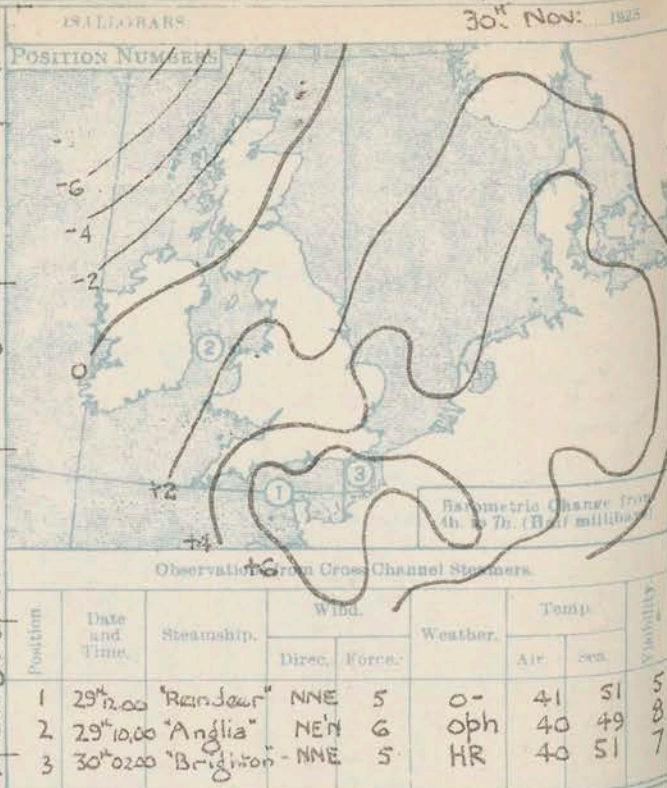 ISALLOBARS 30TH Nov: 1925
POSITION NUMBERS
-6
-4
-2
0
2
+2
1
3
+4
+6
Barometric Change from
4h. to 7h. (Half millibars)
Observations from Cross Channel Steamers.
Position. Date and Time. Steamship. Wind. Direc. Force. Weather. Temp. Air. sea. Visibility
1 29th 12.00 "Reindeer" NNE 5 o- 41 51 5
2 29th 10.00 "Anglia" NE'N 6 oph 40 49 8
3 30th 0200 "Brighton - NNE 5 HR 40 51 7